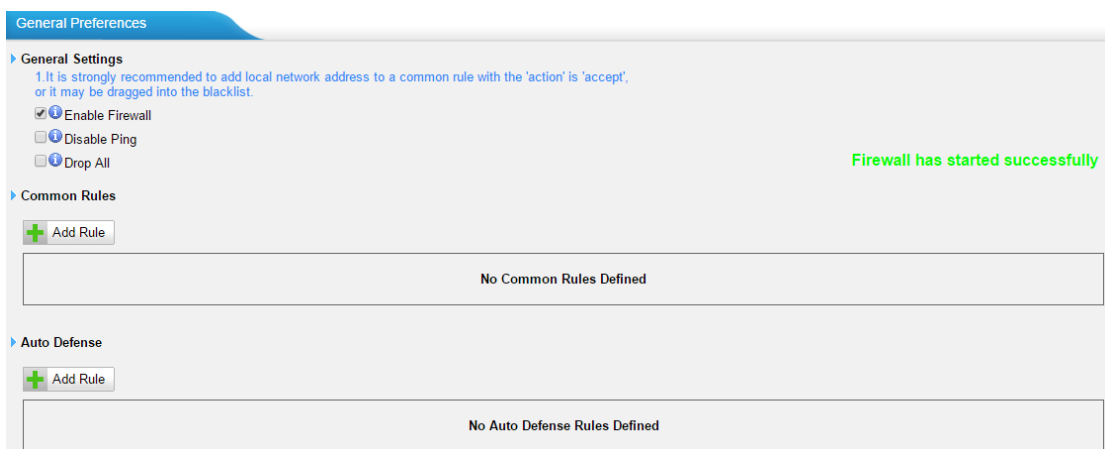 General Preferences
General Settings
1.It is strongly recommended to add local network address to a common rule with the 'action' is 'accept',
or it may be dragged into the blacklist.
Enable Firewall
Disable Ping
Drop All
Firewall has started successfully
Common Rules
Add Rule
No Common Rules Defined
Auto Defense
Add Rule
No Auto Defense Rules Defined